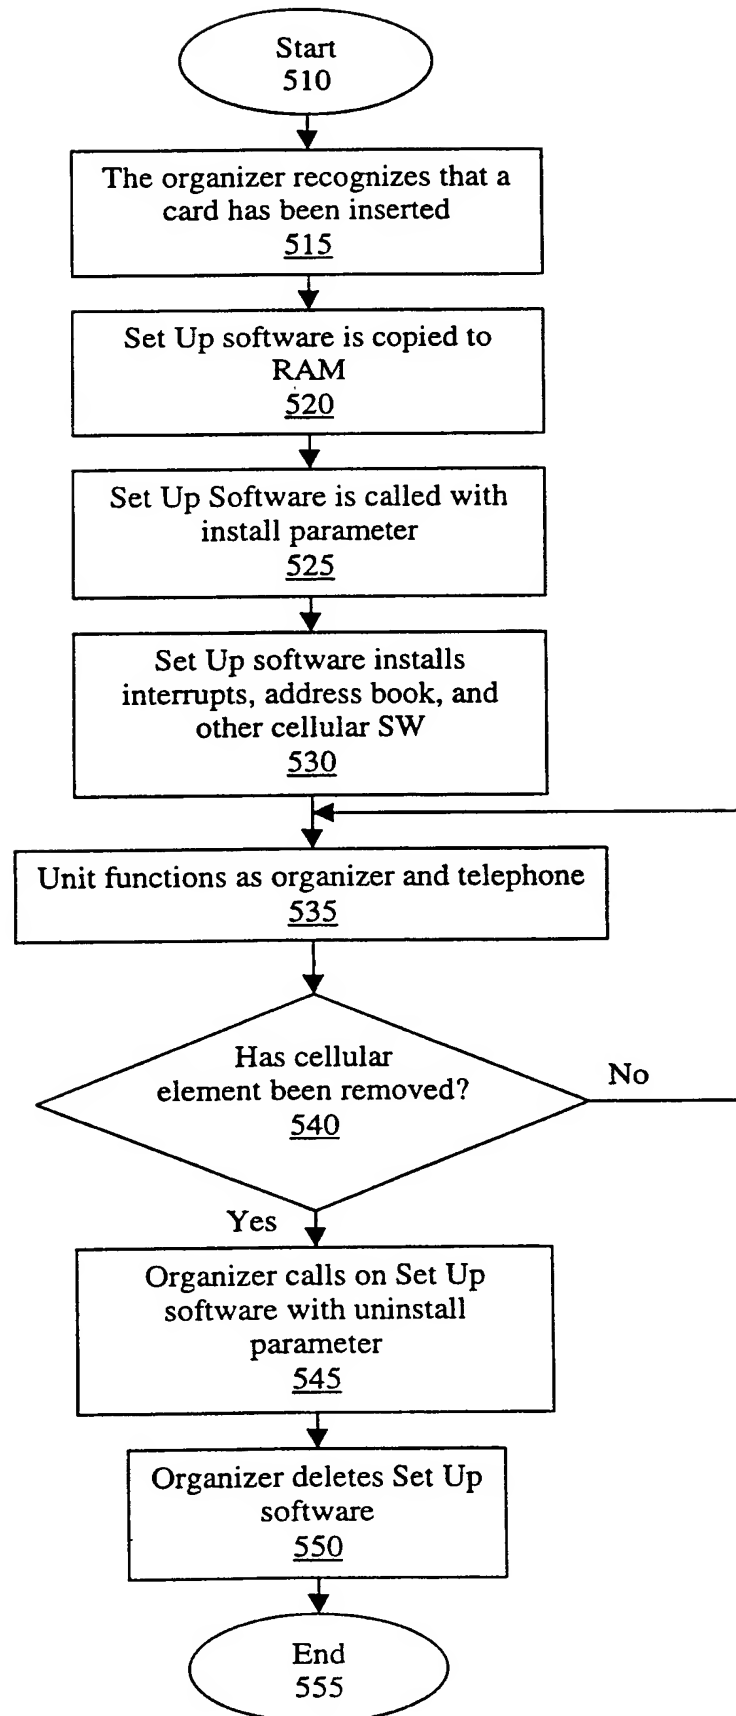 Start
510
The organizer recognizes that a
card has been inserted
515
Set Up software is copied to
RAM
520
Set Up Software is called with
install parameter
525
Set Up software installs
interrupts, address book, and
other cellular SW
530
Unit functions as organizer and telephone
535
Has cellular
element been removed?
540
No
Yes
Organizer calls on Set Up
software with uninstall
parameter
545
Organizer deletes Set Up
software
550
End
555